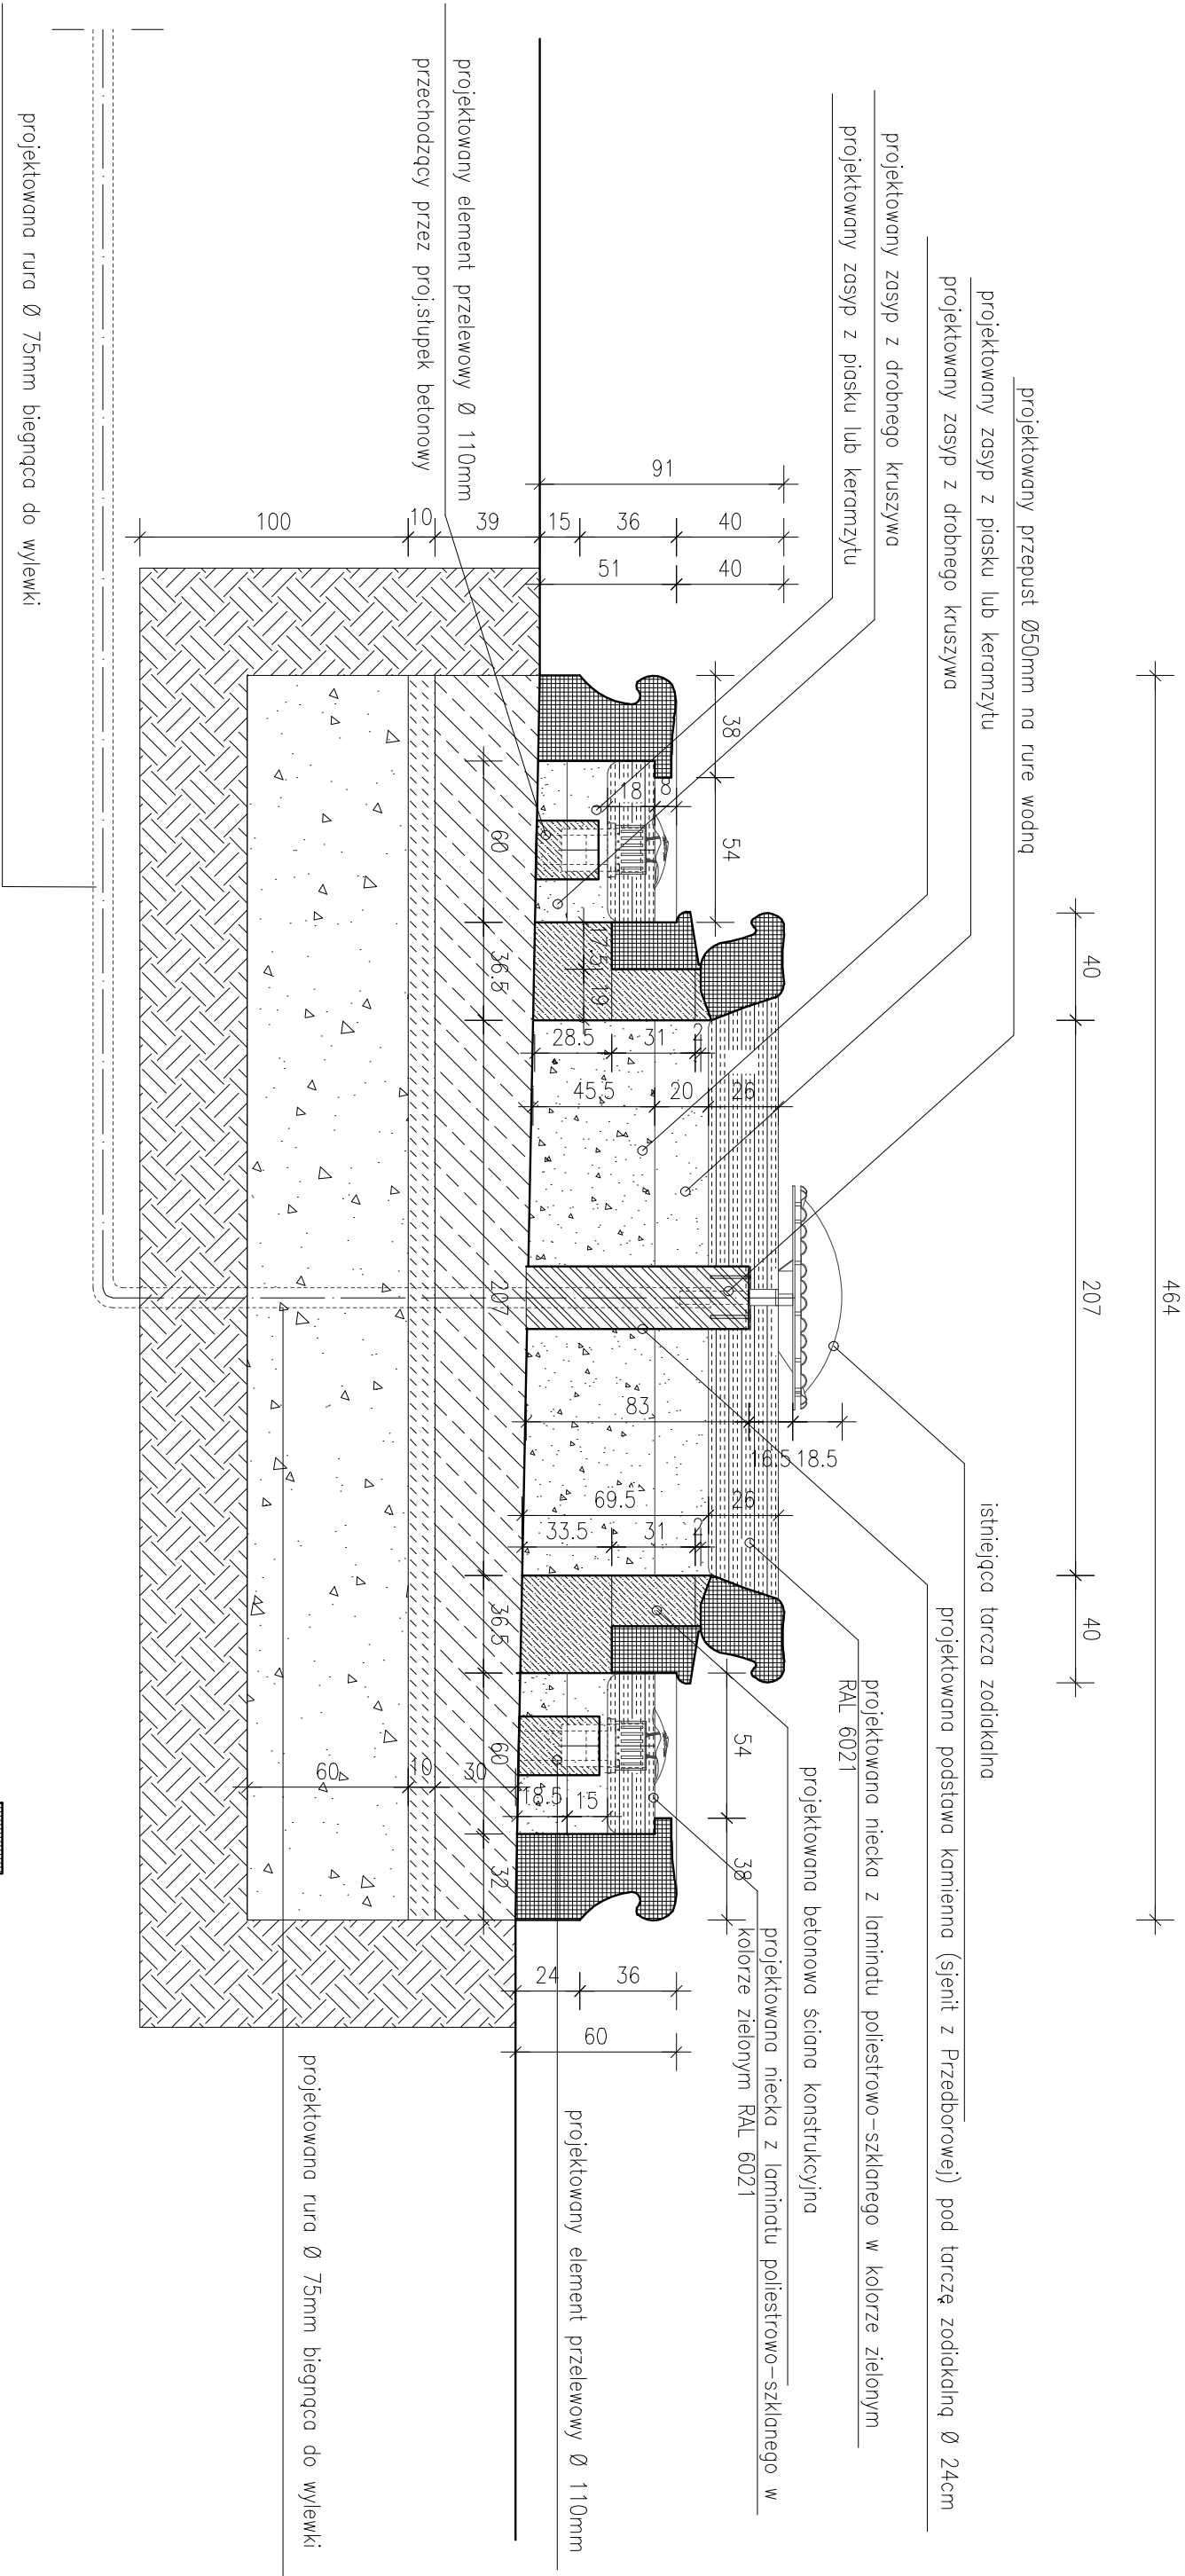 464
40
207
40
projektowany przepust Ø50mm na rure wodną
projektowany zasyp z piasku lub keramzytu
projektowany zasyp z drobnego kruszywa
projektowany zasyp z drobnego kruszywa
projektowany zasyp z piasku lub keramzytu
istniejąca tarcza zodiakalna
projektowana podstawa kamienna (sjenit z Przedborowej) pod tarczę zodiakalną Ø 24cm
projektowana niecka z laminatu poliestrowo-szklanego w kolorze zielonym
RAL 6021
projektowana betonowa ściana konstrukcyjna
projektowana niecka z laminatu poliestrowo-szklanego w
kolorze zielonym RAL 6021
91
40
36
15
39
10
100
40
51
38
54
8
18
60
36.5
17.5
19
28.5
31
2
45.5
20
26
207
83
16.5
18.5
69.5
26
33.5
31
2
36.5
54
38
60
18.5
15
32
30
10
60
36
24
60
projektowany element przelewowy Ø 110mm
przechodzący przez proj.słupek betonowy
projektowany element przelewowy Ø 110mm
projektowana rura Ø 75mm biegnąca do wylewki
projektowana rura Ø 75mm biegnąca do wylewki